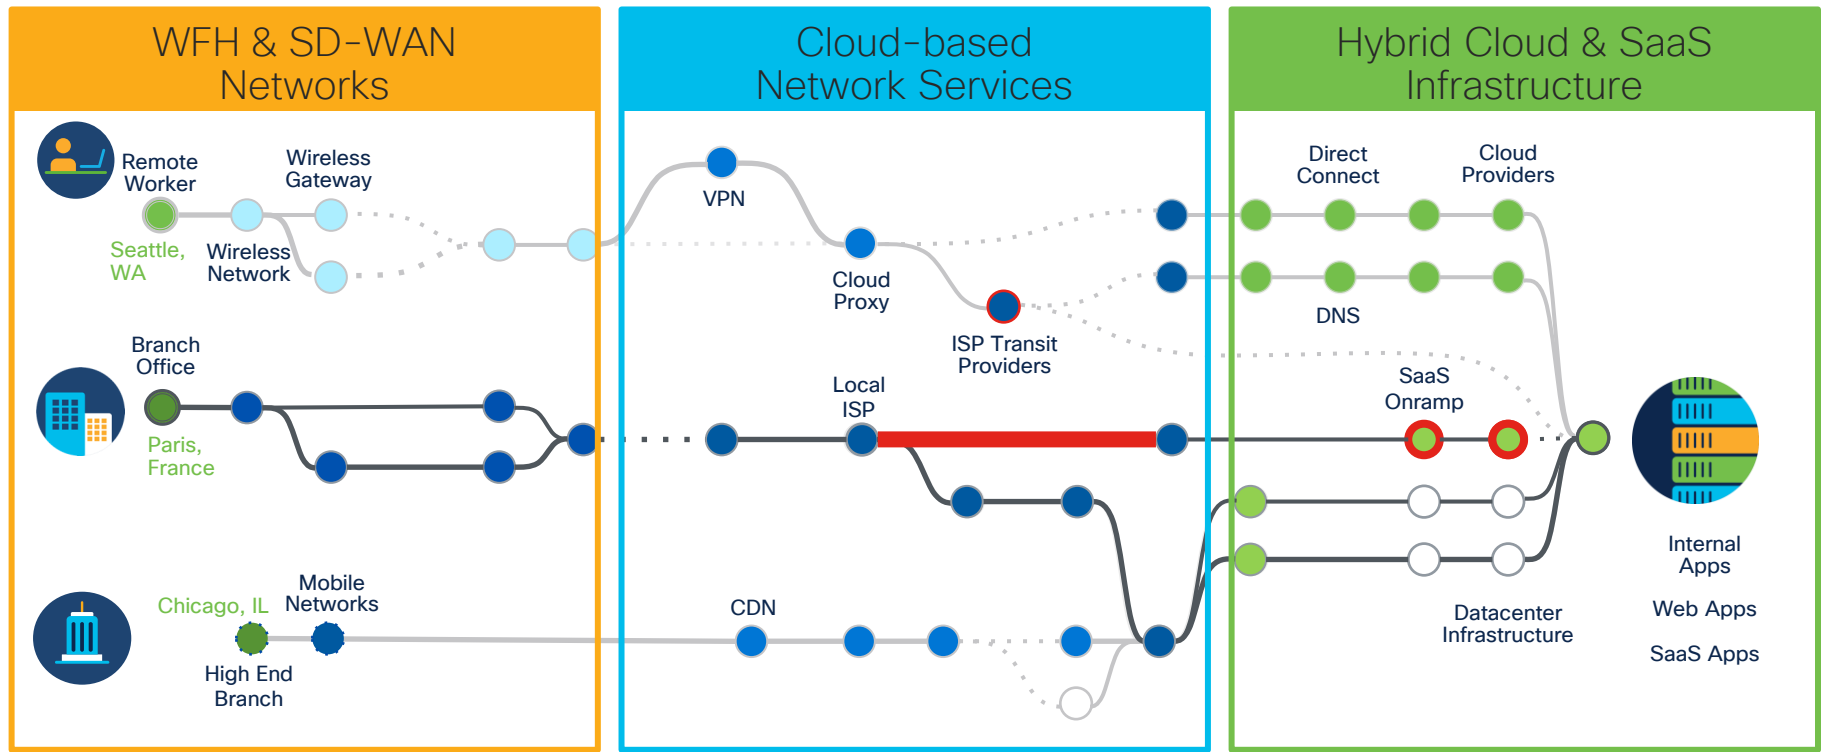 WFH & SD-WAN
Networks
Cloud-based
Network Services
Hybrid Cloud & SaaS
Infrastructure
Remote
Worker
Wireless
Gateway
Seattle,
WA
Wireless
Network
Branch
Office
Paris,
France
Chicago, IL
Mobile
Networks
High End
Branch
VPN
Cloud
Proxy
ISP Transit
Providers
Local
ISP
CDN
Direct
Connect
Cloud
Providers
DNS
SaaS
Onramp
Datacenter
Infrastructure
Internal
Apps
Web Apps
SaaS Apps